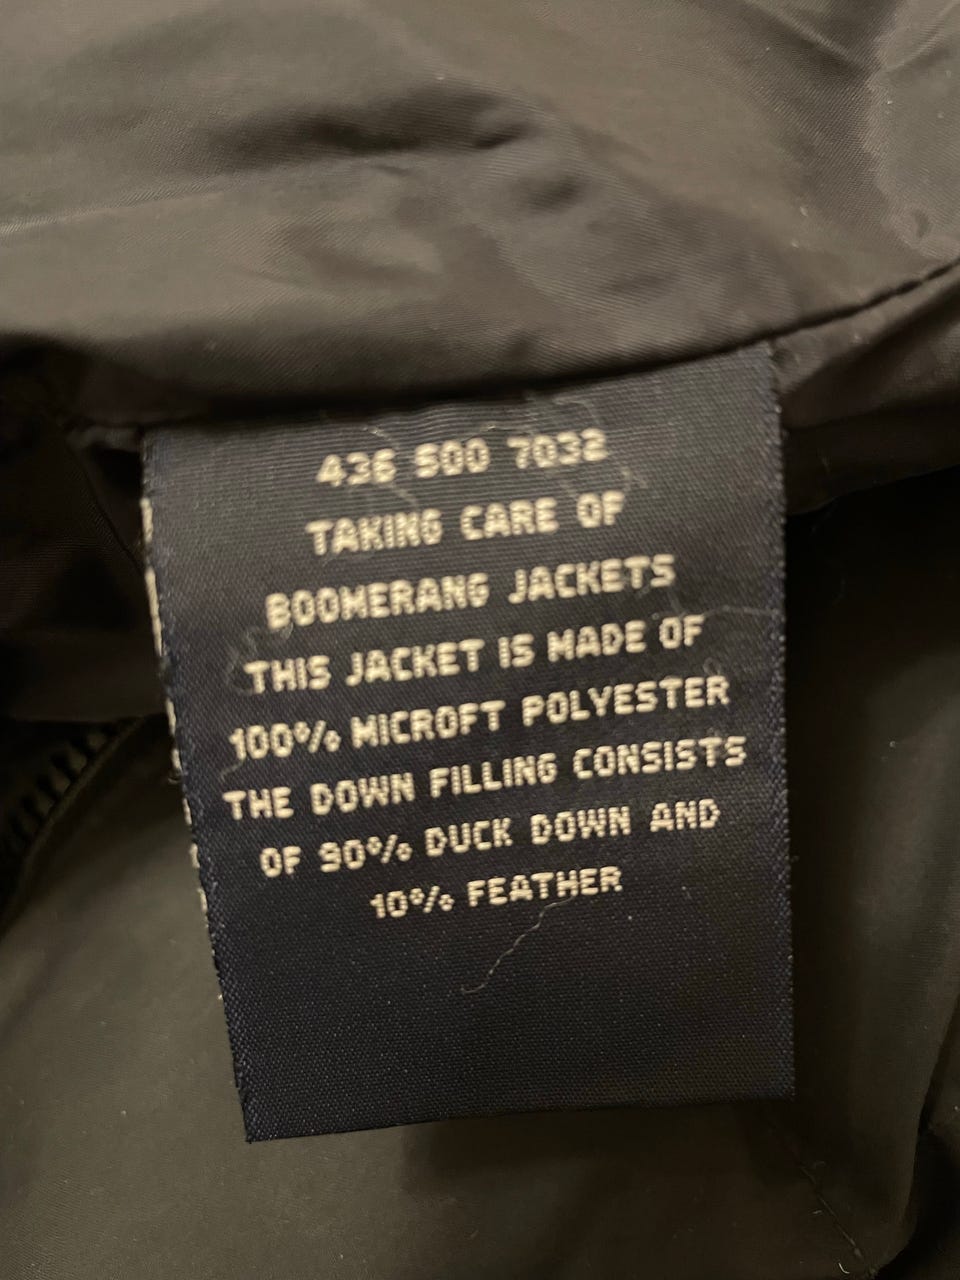 436 500 7032
TAKING CARE OF
BOOMERANG JACKETS
THIS JACKET IS MADE OF
100% MICROFT POLYESTER
THE DOWN FILLING CONSISTS
OF 90% DUCK DOWN AND
10% FEATHER